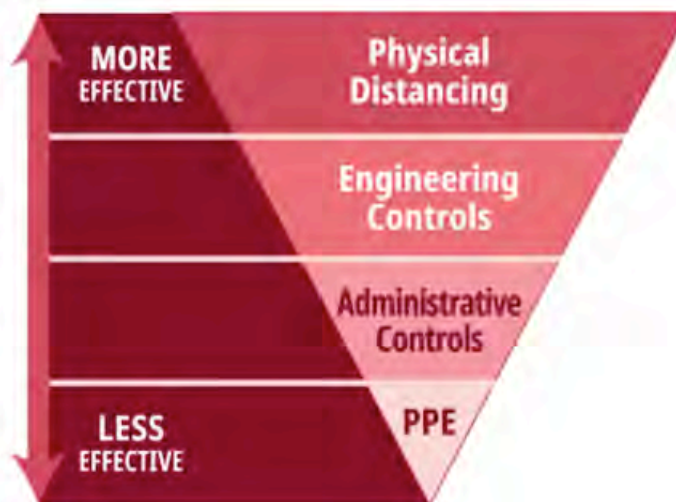 MORE
EFFECTIVE
Physical
Distancing
Engineering
Controls
Administrative
Controls
LESS
EFFECTIVE
PPE